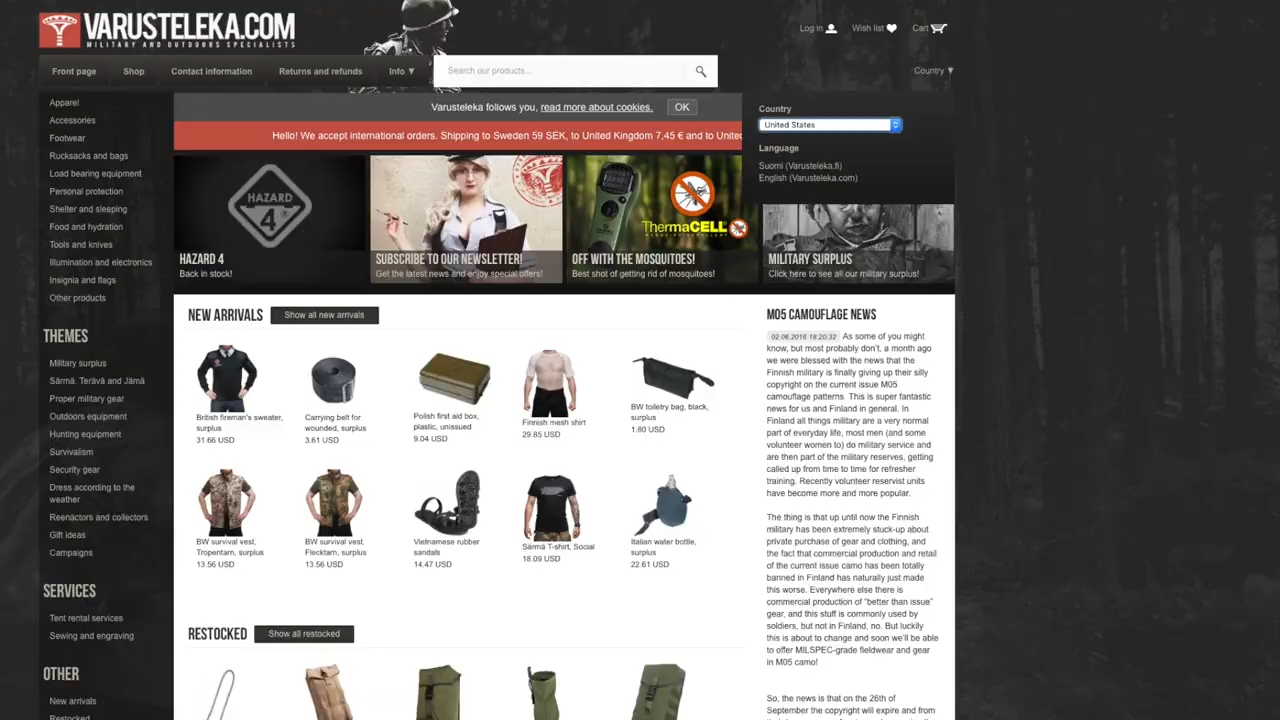 VARUSTELEKA.COM
MILITARY AND OUTDOORS SPECIALISTS
Log in
Wish list
Cart
Front page
Shop
Contact information
Returns and refunds
Info ▼
Search our products...
Country ▼
Apparel
Accessories
Footwear
Rucksacks and bags
Load bearing equipment
Personal protection
Shelter and sleeping
Food and hydration
Tools and knives
Illumination and electronics
Insignia and flags
Other products
THEMES
Military surplus
Särmä, Terävä and Jämä
Proper military gear
Outdoors equipment
Hunting equipment
Survivalism
Security gear
Dress according to the
weather
Reenactors and collectors
Gift ideas
Campaigns
SERVICES
Tent rental services
Sewing and engraving
OTHER
New arrivals
Restocked
Varusteleka follows you, read more about cookies.
OK
Hello! We accept international orders. Shipping to Sweden 59 SEK, to United Kingdom 7,45 € and to United
Country
United States
Language
Suomi (Varusteleka.fi)
English (Varusteleka.com)
HAZARD
4
HAZARD 4
Back in stock!
SUBSCRIBE TO OUR NEWSLETTER!
Get the latest news and enjoy special offers!
ThermaCELL
OFF WITH THE MOSQUITOES!
Best shot of getting rid of mosquitoes!
MILITARY SURPLUS
Click here to see all our military surplus!
NEW ARRIVALS
Show all new arrivals
British fireman's sweater,
surplus
31.66 USD
Carrying belt for
wounded, surplus
3.61 USD
Polish first aid box,
plastic, unissued
9.04 USD
Finnish mesh shirt
29.85 USD
BW toiletry bag, black,
surplus
1.80 USD
BW survival vest,
Tropentarn, surplus
13.56 USD
BW survival vest,
Flecktarn, surplus
13.56 USD
Vietnamese rubber
sandals
14.47 USD
Särmä T-shirt, Social
18.09 USD
Italian water bottle,
surplus
22.61 USD
RESTOCKED
Show all restocked
M05 CAMOUFLAGE NEWS
02.06.2016 18:20:32 As some of you might
know, but most probably don't, a month ago
we were blessed with the news that the
Finnish military is finally giving up their silly
copyright on the current issue M05
camouflage patterns. This is super fantastic
news for us and Finland in general. In
Finland all things military are a very normal
part of everyday life, most men (and some
volunteer women to) do military service and
are then part of the military reserves, getting
called up from time to time for refresher
training. Recently volunteer reservist units
have become more and more popular.
The thing is that up until now the Finnish
military has been extremely stuck-up about
private purchase of gear and clothing, and
the fact that commercial production and retail
of the current issue camo has been totally
banned in Finland has naturally just made
this worse. Everywhere else there is
commercial production of "better than issue"
gear, and this stuff is commonly used by
soldiers, but not in Finland, no. But luckily
this is about to change and soon we'll be able
to offer MILSPEC-grade fieldwear and gear
in M05 camo!
So, the news is that on the 26th of
September the copyright will expire and from